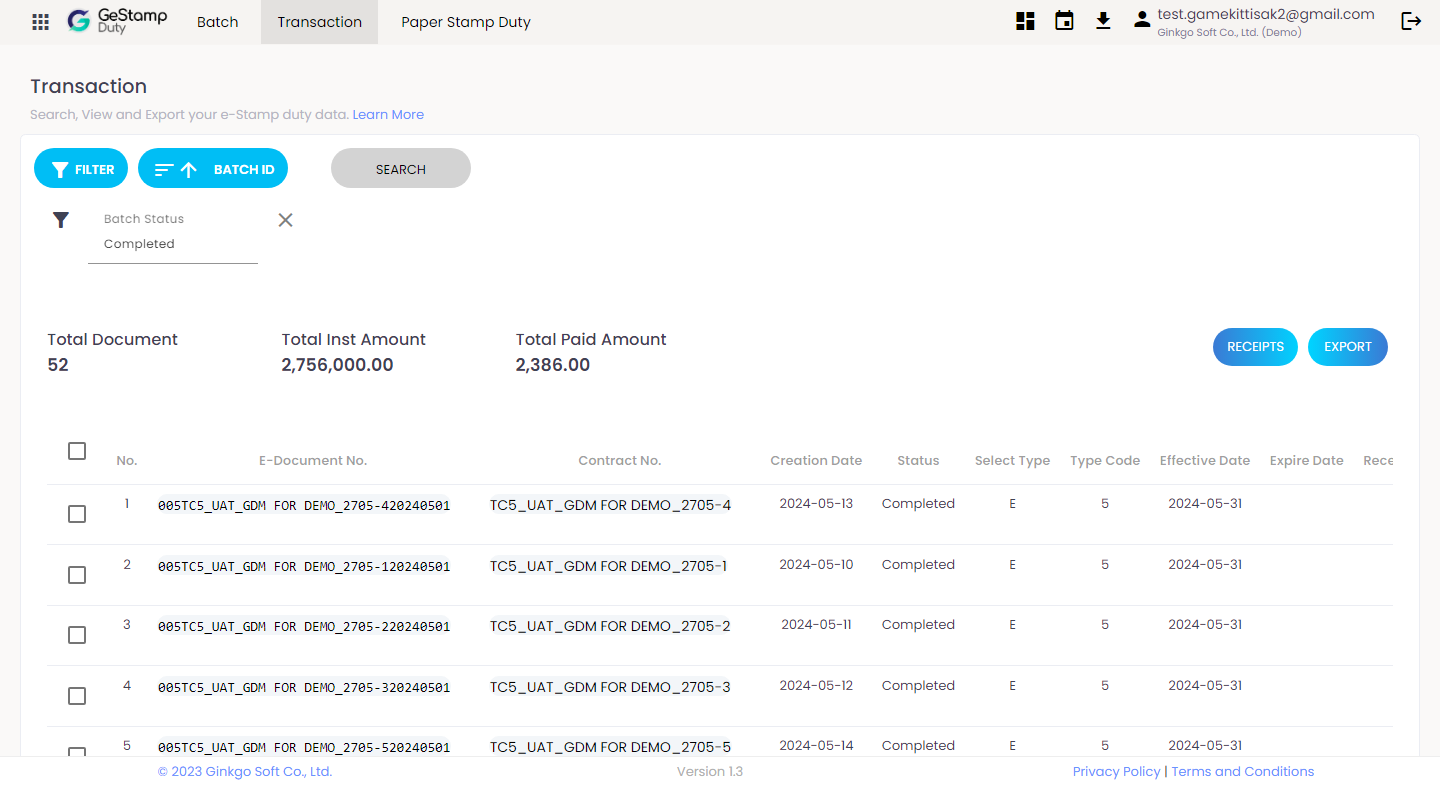 GeStamp
Duty
Batch
Transaction
Paper Stamp Duty
test.gamekittisak2@gmail.com
Ginkgo Soft Co., Ltd. (Demo)
Transaction
Search, View and Export your e-Stamp duty data. Learn More
FILTER
BATCH ID
SEARCH
Batch Status
Completed
Total Document
52
Total Inst Amount
2,756,000.00
Total Paid Amount
2,386.00
RECEIPTS
EXPORT
No. E-Document No. Contract No. Creation Date Status Select Type Type Code Effective Date Expire Date Rece
1 005TC5_UAT_GDM FOR DEMO_2705-420240501 TC5_UAT_GDM FOR DEMO_2705-4 2024-05-13 Completed E 5 2024-05-31
2 005TC5_UAT_GDM FOR DEMO_2705-120240501 TC5_UAT_GDM FOR DEMO_2705-1 2024-05-10 Completed E 5 2024-05-31
3 005TC5_UAT_GDM FOR DEMO_2705-220240501 TC5_UAT_GDM FOR DEMO_2705-2 2024-05-11 Completed E 5 2024-05-31
4 005TC5_UAT_GDM FOR DEMO_2705-320240501 TC5_UAT_GDM FOR DEMO_2705-3 2024-05-12 Completed E 5 2024-05-31
5 005TC5_UAT_GDM FOR DEMO_2705-520240501 TC5_UAT_GDM FOR DEMO_2705-5 2024-05-14 Completed E 5 2024-05-31
© 2023 Ginkgo Soft Co., Ltd.
Version 1.3
Privacy Policy | Terms and Conditions